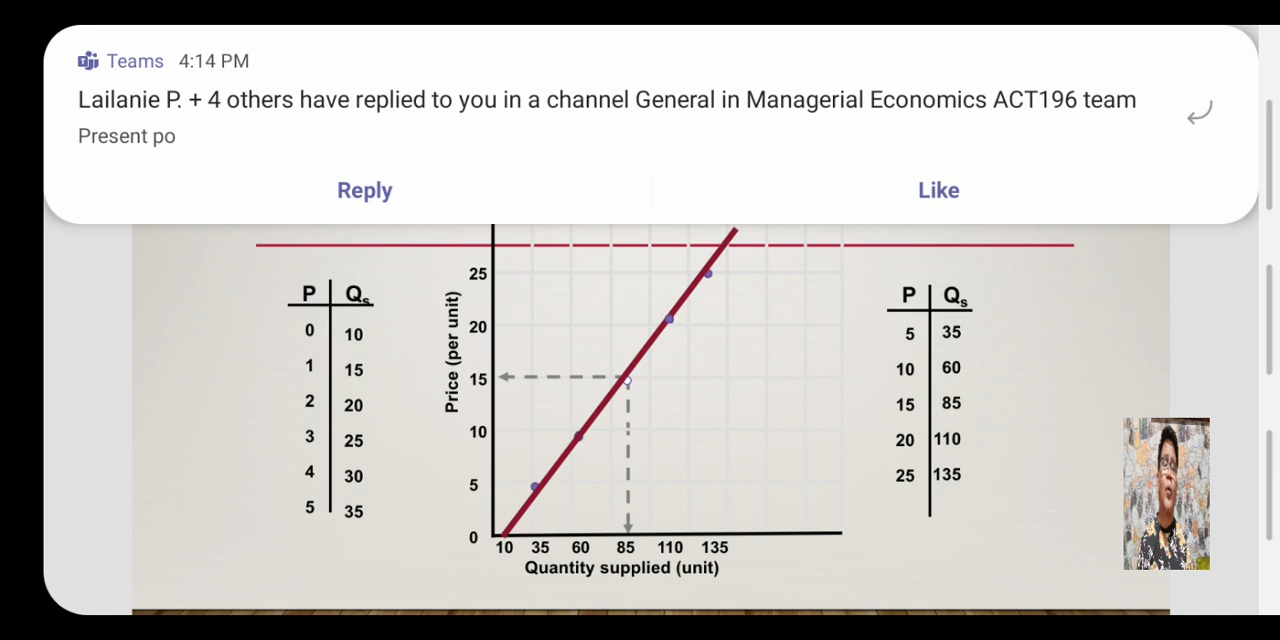 Teams 4:14 PM
Lailanie P. + 4 others have replied to you in a channel General in Managerial Economics ACT196 team
Present po
Reply Like
P Qs
0 10
1 15
2 20
3 25
4 30
5 35
Price (per unit)
25
20
15
10
5
0
10 35 60 85 110 135
Quantity supplied (unit)
P Qs
5 35
10 60
15 85
20 110
25 135